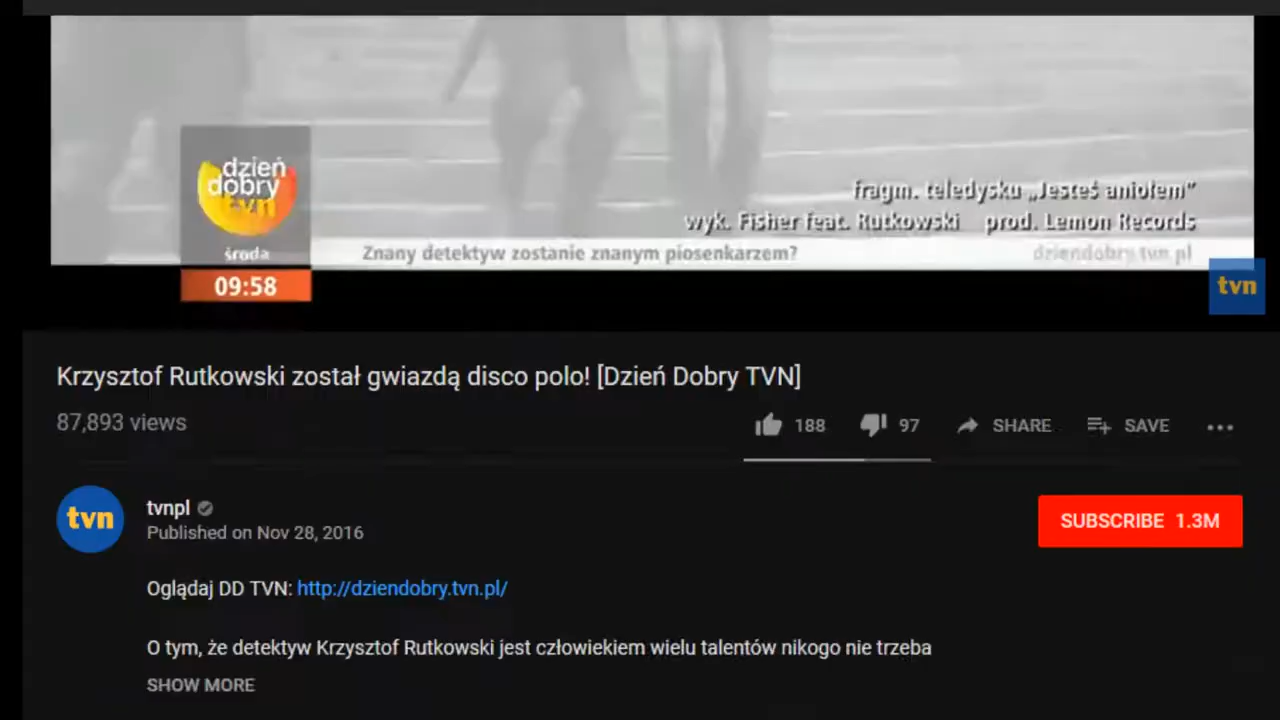 dzień
dobry
tvn
fragm. teledysku „Jesteś aniołem”
wyk. Fisher feat. Rutkowski prod. Lemon Records
środa
Znany detektyw zostanie znanym piosenkarzem?
dziendobry.tvn.pl
09:58
tvn
Krzysztof Rutkowski został gwiazdą disco polo! [Dzień Dobry TVN]
87,893 views
188 97 SHARE SAVE
tvn
tvnpl
Published on Nov 28, 2016
SUBSCRIBE 1.3M
Oglądaj DD TVN: http://dziendobry.tvn.pl/
O tym, że detektyw Krzysztof Rutkowski jest człowiekiem wielu talentów nikogo nie trzeba
SHOW MORE